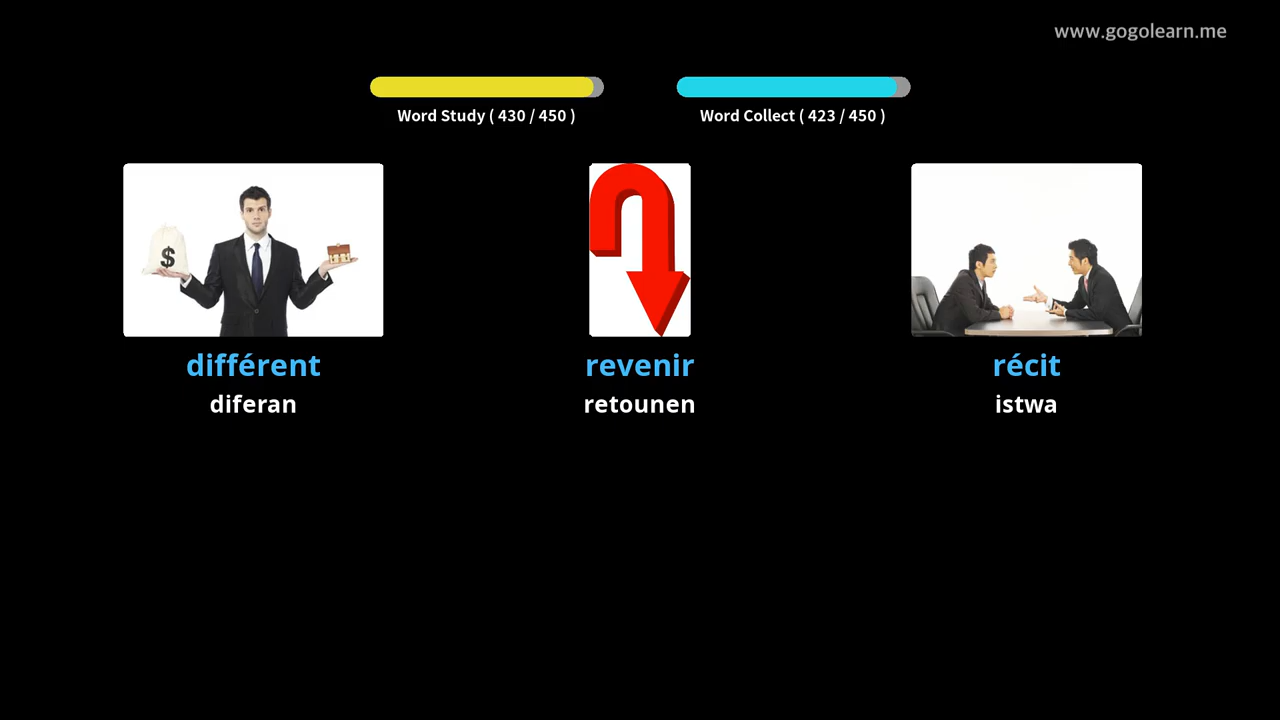 www.gogolearn.me
Word Study ( 430 / 450 )
Word Collect ( 423 / 450 )
$
différent
revenir
récit
diferan
retounen
istwa